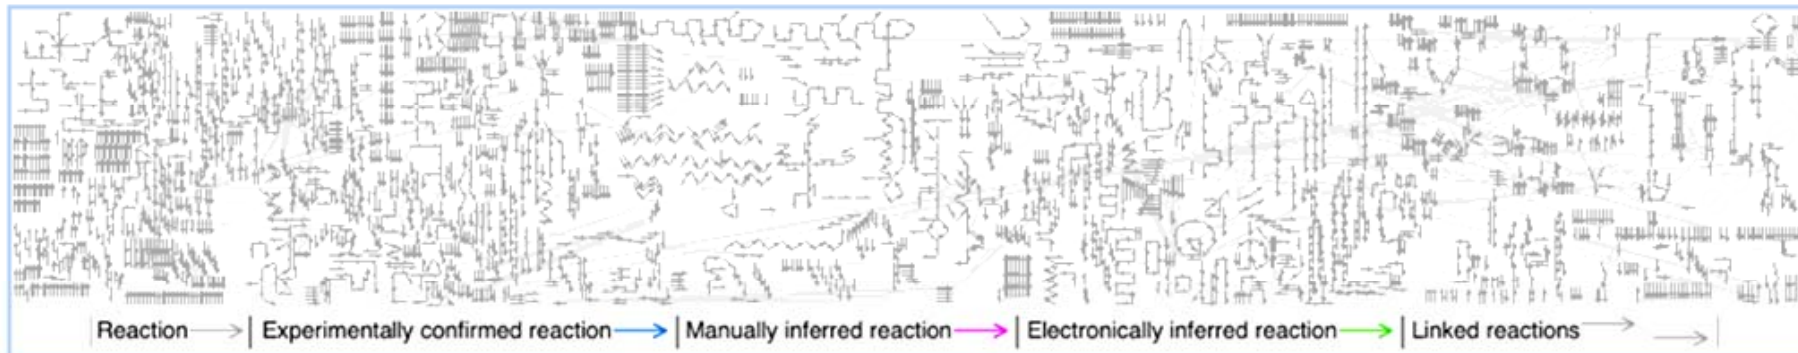 Reaction | Experimentally confirmed reaction | Manually inferred reaction | Electronically inferred reaction | Linked reactions